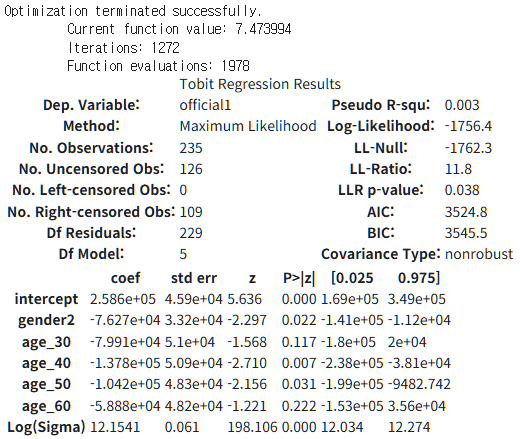 Optimization terminated successfully.
Current function value: 7.473994
Iterations: 1272
Function evaluations: 1978
Tobit Regression Results
Dep. Variable: official1 Pseudo R-squ: 0.003
Method: Maximum Likelihood Log-Likelihood: -1756.4
No. Observations: 235 LL-Null: -1762.3
No. Uncensored Obs: 126 LL-Ratio: 11.8
No. Left-censored Obs: 0 LLR p-value: 0.038
No. Right-censored Obs: 109 AIC: 3524.8
Df Residuals: 229 BIC: 3545.5
Df Model: 5 Covariance Type: nonrobust
coef std err z P>|z| [0.025 0.975]
intercept 2.586e+05 4.59e+04 5.636 0.000 1.69e+05 3.49e+05
gender2 -7.627e+04 3.32e+04 -2.297 0.022 -1.41e+05 -1.12e+04
age_30 -7.991e+04 5.1e+04 -1.568 0.117 -1.8e+05 2e+04
age_40 -1.378e+05 5.09e+04 -2.710 0.007 -2.38e+05 -3.81e+04
age_50 -1.042e+05 4.83e+04 -2.156 0.031 -1.99e+05 -9482.742
age_60 -5.888e+04 4.82e+04 -1.221 0.222 -1.53e+05 3.56e+04
Log(Sigma) 12.1541 0.061 198.106 0.000 12.034 12.274